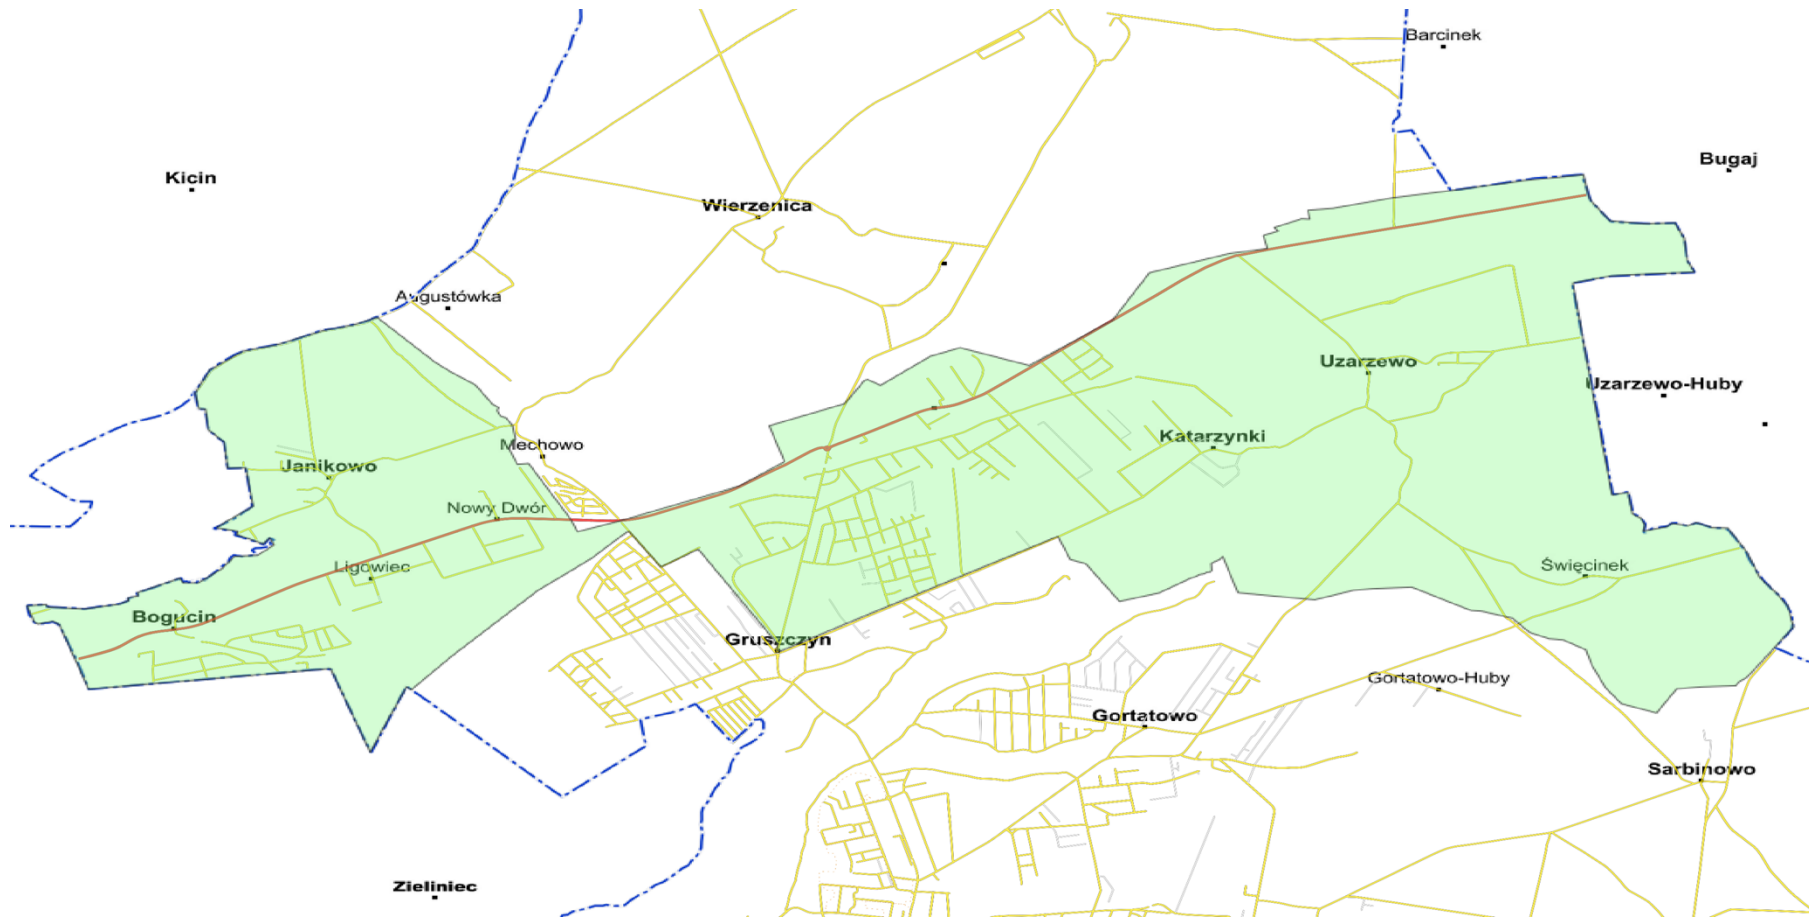 Barcinek
Bugaj
Kicin
Wierzenica
Augustówka
Uzarzewo
Uzarzewo-Huby
Katarzynki
Mechowo
Janikowo
Nowy Dwór
Ligowiec
Święcinek
Bogucin
Gruszczyn
Gortatowo-Huby
Gortatowo
Sarbinowo
Zieliniec